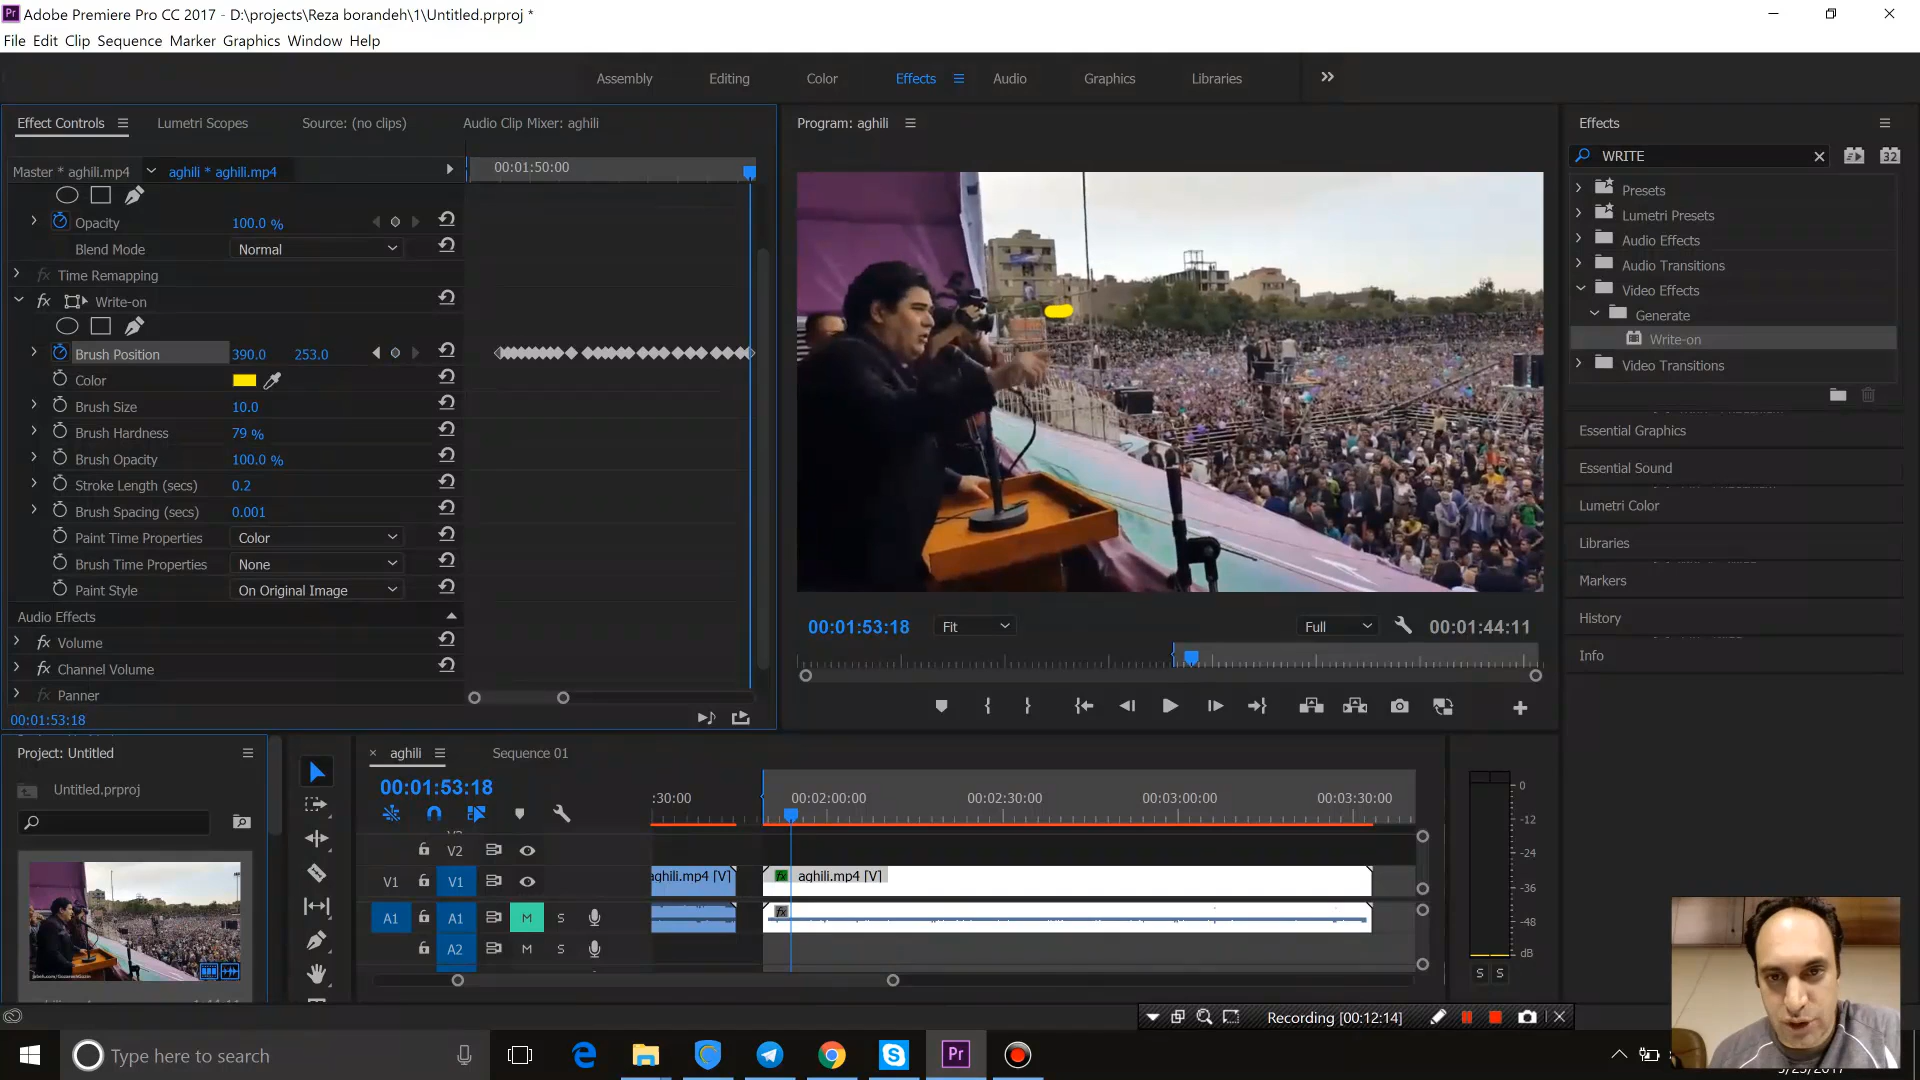 Adobe Premiere Pro CC 2017 - D:\projects\Reza borandeh\1\Untitled.prproj *
File Edit Clip Sequence Marker Graphics Window Help
Assembly Editing Color Effects Audio Graphics Libraries
Effect Controls Lumetri Scopes Source: (no clips) Audio Clip Mixer: aghili
Master * aghili.mp4 aghili * aghili.mp4 00:01:50:00
Opacity 100.0 %
Blend Mode Normal
fx Time Remapping
fx Write-on
Brush Position 390.0 253.0
Color
Brush Size 10.0
Brush Hardness 79 %
Brush Opacity 100.0 %
Stroke Length (secs) 0.2
Brush Spacing (secs) 0.001
Paint Time Properties Color
Brush Time Properties None
Paint Style On Original Image
Audio Effects
fx Volume
fx Channel Volume
fx Panner
00:01:53:18
Program: aghili
00:01:53:18 Fit Full 00:01:44:11
Effects
WRITE
32
Presets
Lumetri Presets
Audio Effects
Audio Transitions
Video Effects
Generate
Write-on
Video Transitions
Essential Graphics
Essential Sound
Lumetri Color
Libraries
Markers
History
Info
Project: Untitled
Untitled.prproj
aghili Sequence 01
00:01:53:18
:30:00 00:02:00:00 00:02:30:00 00:03:00:00 00:03:30:00
V2
V1 V1 aghili.mp4 [V] fx aghili.mp4 [V]
A1 A1 M S fx
A2 M S
0
-12
-24
-36
-48
dB
S S
Recording [00:12:14]
Type here to search
Pr